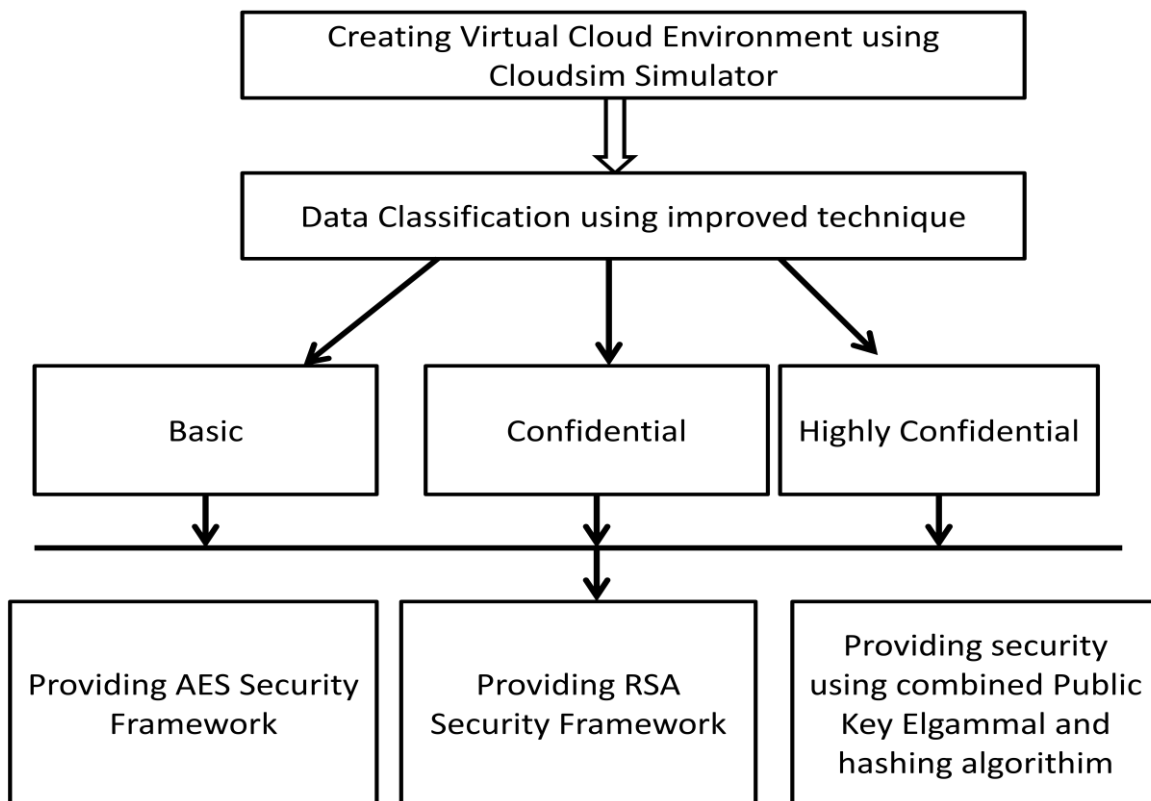 Creating Virtual Cloud Environment using
Cloudsim Simulator
Data Classification using improved technique
Basic
Confidential
Highly Confidential
Providing AES Security
Framework
Providing RSA
Security Framework
Providing security
using combined Public
Key Elgammal and
hashing algorithim